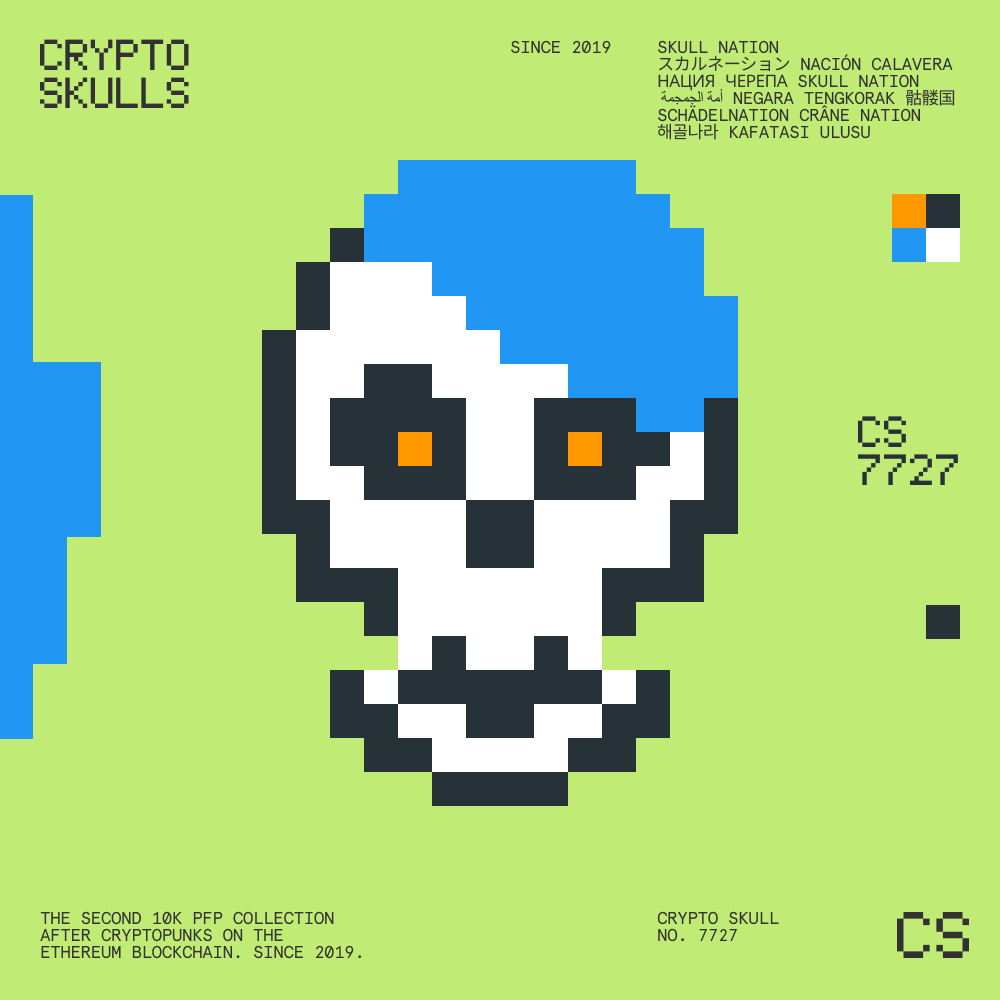 CRYPTO
SKULLS
SINCE 2019
SKULL NATION
スカルネーション NACIÓN CALAVERA
НАЦИЯ ЧЕРЕПА SKULL NATION
أمة الجمجمة NEGARA TENGKORAK 骷髅国
SCHÄDELNATION CRÂNE NATION
해골나라 KAFATASI ULUSU
CS
7727
THE SECOND 10K PFP COLLECTION
AFTER CRYPTOPUNKS ON THE
ETHEREUM BLOCKCHAIN. SINCE 2019.
CRYPTO SKULL
NO. 7727
CS